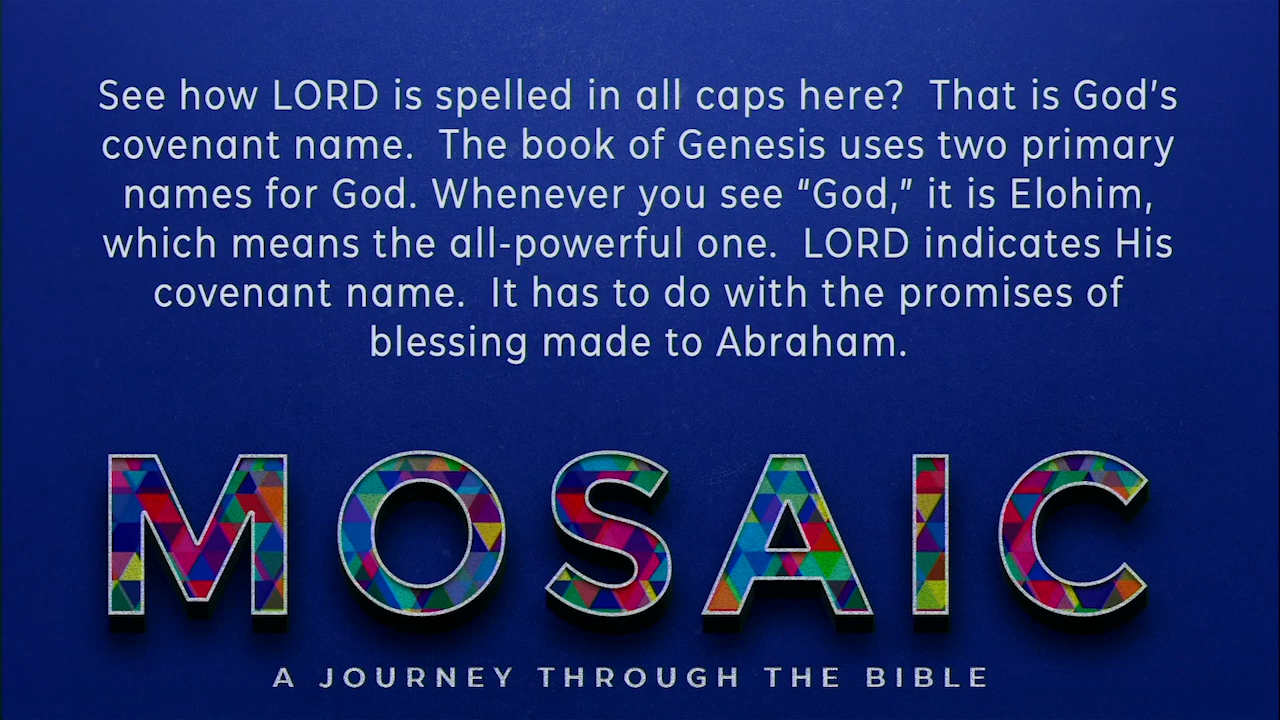 See how LORD is spelled in all caps here?  That is God’s
covenant name.  The book of Genesis uses two primary
names for God. Whenever you see “God,” it is Elohim,
which means the all-powerful one.  LORD indicates His
covenant name.  It has to do with the promises of
blessing made to Abraham.
MOSAIC
A JOURNEY THROUGH THE BIBLE